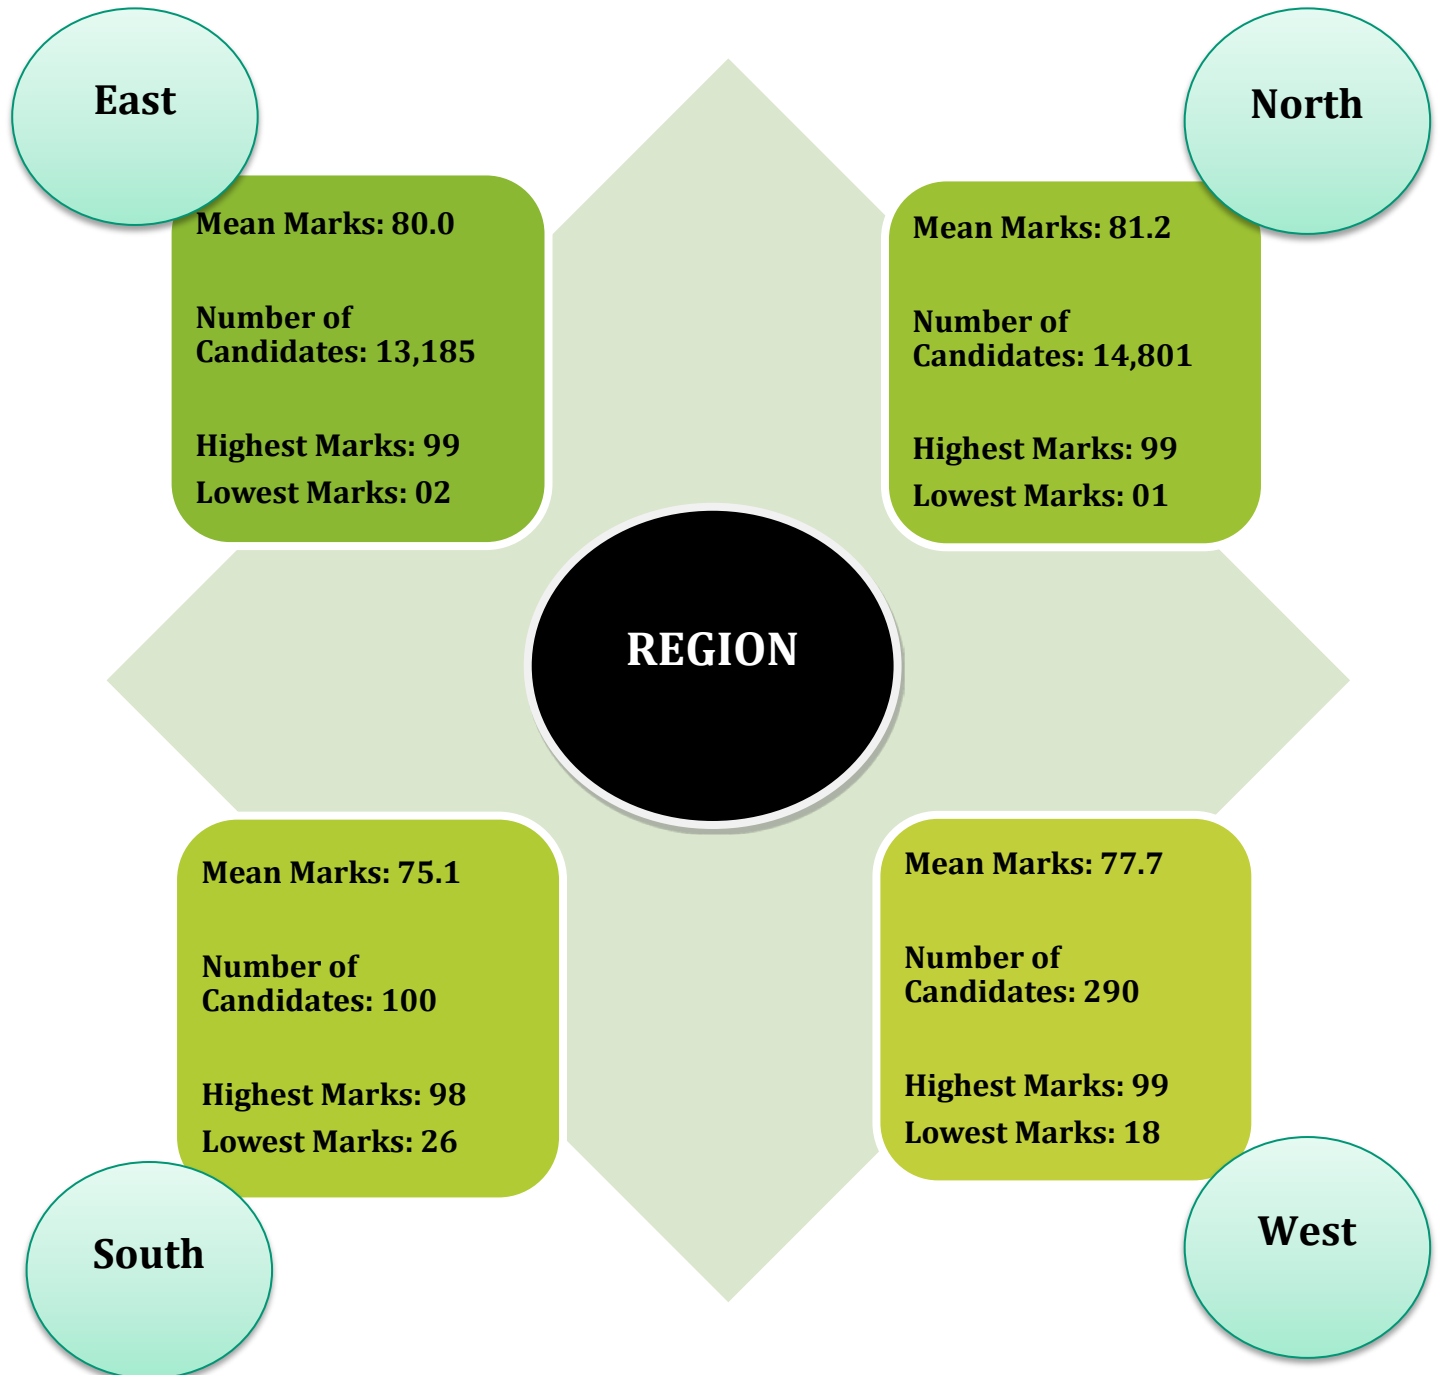 East
Mean Marks: 80.0
Number of
Candidates: 13,185
Highest Marks: 99
Lowest Marks: 02
North
Mean Marks: 81.2
Number of
Candidates: 14,801
Highest Marks: 99
Lowest Marks: 01
REGION
Mean Marks: 75.1
Number of
Candidates: 100
Highest Marks: 98
Lowest Marks: 26
South
Mean Marks: 77.7
Number of
Candidates: 290
Highest Marks: 99
Lowest Marks: 18
West